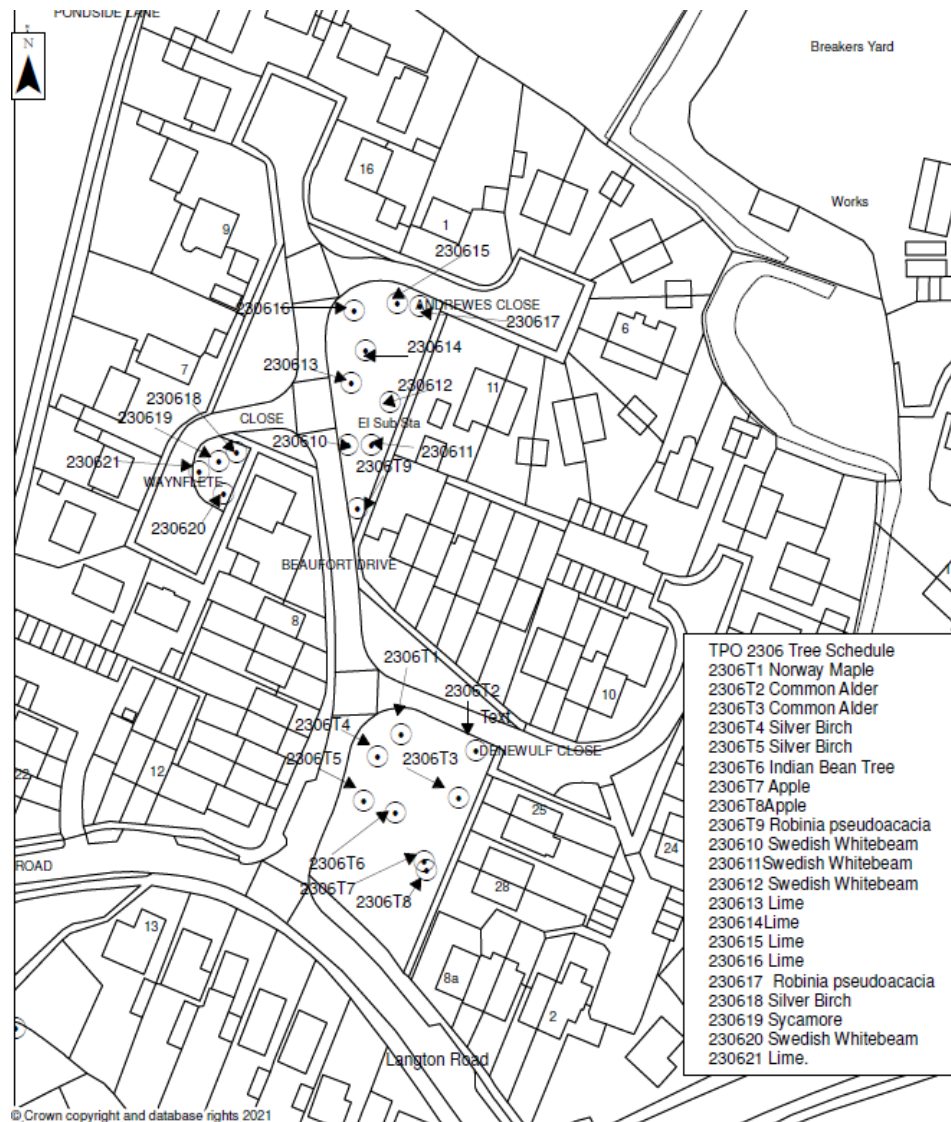 PONDSIDE LANE
N
Breakers Yard
16
Works
1
9
230615
ANDREWES CLOSE
230616
230617
6
230614
230613
7
230612
11
230618
CLOSE
El Sub Sta
230619
230610
230611
230621
2306T9
WAYNFLETE
230620
BEAUFORT DRIVE
8
2306T1
2306T2
10
Text
2306T4
DENEWULF CLOSE
2306T5
2306T3
12
22
25
24
2306T6
ROAD
2306T7
28
2306T8
13
8a
2
Langton Road
TPO 2306 Tree Schedule
2306T1 Norway Maple
2306T2 Common Alder
2306T3 Common Alder
2306T4 Silver Birch
2306T5 Silver Birch
2306T6 Indian Bean Tree
2306T7 Apple
2306T8Apple
2306T9 Robinia pseudoacacia
230610 Swedish Whitebeam
230611Swedish Whitebeam
230612 Swedish Whitebeam
230613 Lime
230614Lime
230615 Lime
230616 Lime
230617 Robinia pseudoacacia
230618 Silver Birch
230619 Sycamore
230620 Swedish Whitebeam
230621 Lime.
© Crown copyright and database rights 2021